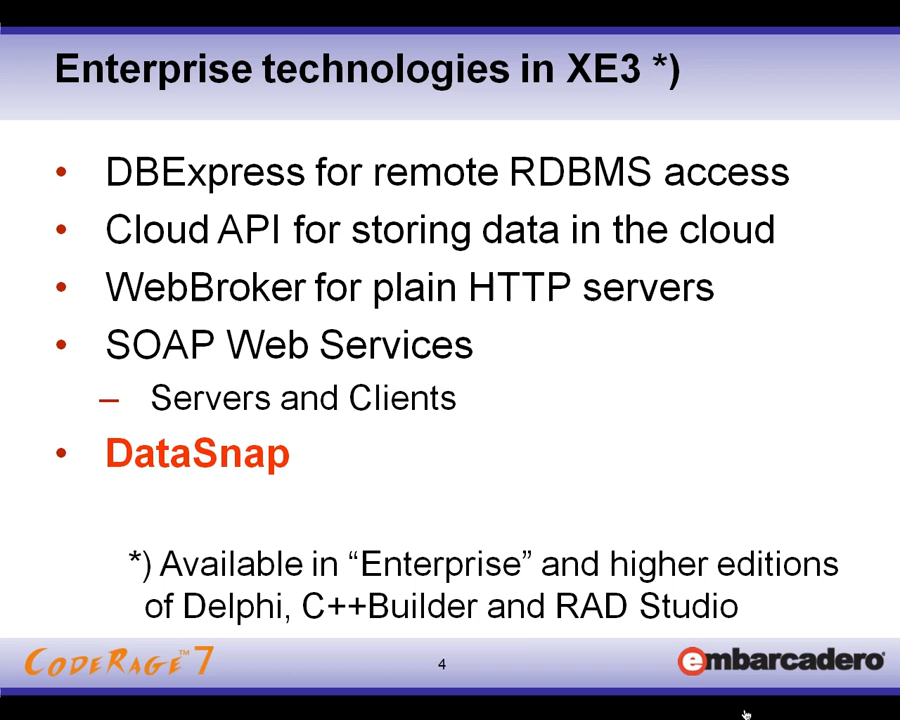 Enterprise technologies in XE3 *)
• DBExpress for remote RDBMS access
• Cloud API for storing data in the cloud
• WebBroker for plain HTTP servers
• SOAP Web Services
– Servers and Clients
• DataSnap
*) Available in “Enterprise” and higher editions
of Delphi, C++Builder and RAD Studio
CODERAGE™ 7
4
embarcadero®